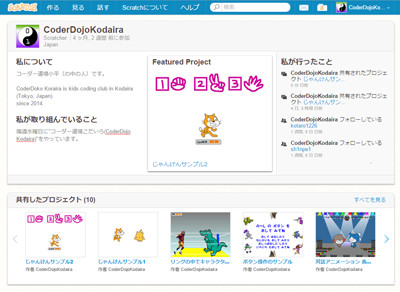 SCRATCH 作る 見る 話す Scratchについて ヘルプ 検索 CoderDojoKo...
CoderDojoKodaira
Scratcher 4ヶ月, 2週間 前に参加
Japan
私について
コーダー道場小平（の中の人）です。
CoderDoko Koraira is kids coding club in Kodaira
(Tokyo, Japan)
since 2014
私が取り組んでいること
隔週水曜日にコーダー道場こだいら(CoderDojo
Kodaira)"をやっています。
Featured Project
1 2 3
じゃんけんサンプル2
私が行ったこと
CoderDojoKodaira 共有されたプロジェ
クト じゃんけんサン...
CoderDojoKodaira 共有されたプロジェ
クト じゃんけんサン...
CoderDojoKodaira フォローしている
kotaro1226
CoderDojoKodaira フォローしている
共有したプロジェクト (10)
すべてを見る
じゃんけんサンプル2
作者 CoderDojoKodaira
じゃんけんサンプル1
作者 CoderDojoKodaira
リンクの中でキャラクタ...
作者 CoderDojoKodaira
ボタン操作のサンプル
作者 CoderDojoKodaira
対話アニメーション
作者 CoderDojoKodaira